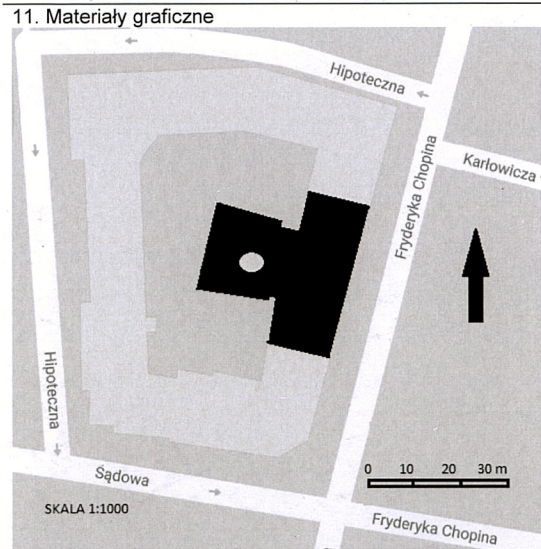 11. Materiały graficzne
Hipoteczna
Fryderyka Chopina
Karłowicza
Hipoteczna
0 10 20 30 m
Sądowa
SKALA 1:1000
Fryderyka Chopina